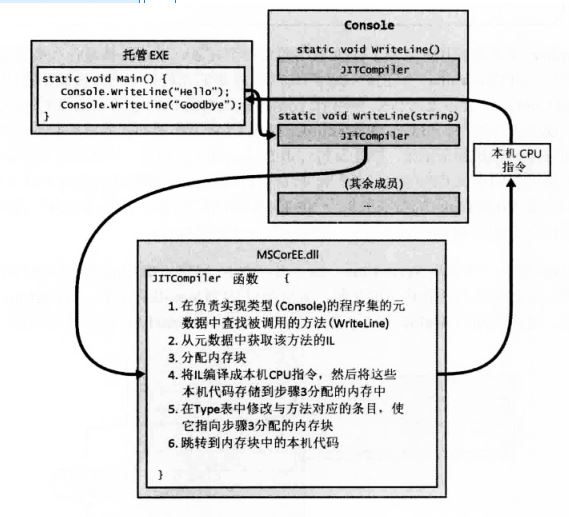 Console
static void WriteLine()
JITCompiler
托管 EXE
static void Main() {
Console.WriteLine("Hello");
Console.WriteLine("Goodbye");
}
static void WriteLine(string)
JITCompiler
本机 CPU
指令
(其余成员)
...
MSCorEE.dll
JITCompiler 函数 {
1. 在负责实现类型(Console)的程序集的元
数据中查找被调用的方法(WriteLine)
2. 从元数据中获取该方法的IL
3. 分配内存块
4. 将IL编译成本机CPU指令，然后将这些
本机代码存储到步骤3分配的内存中
5. 在Type表中修改与方法对应的条目，使
它指向步骤3分配的内存块
6. 跳转到内存块中的本机代码
}